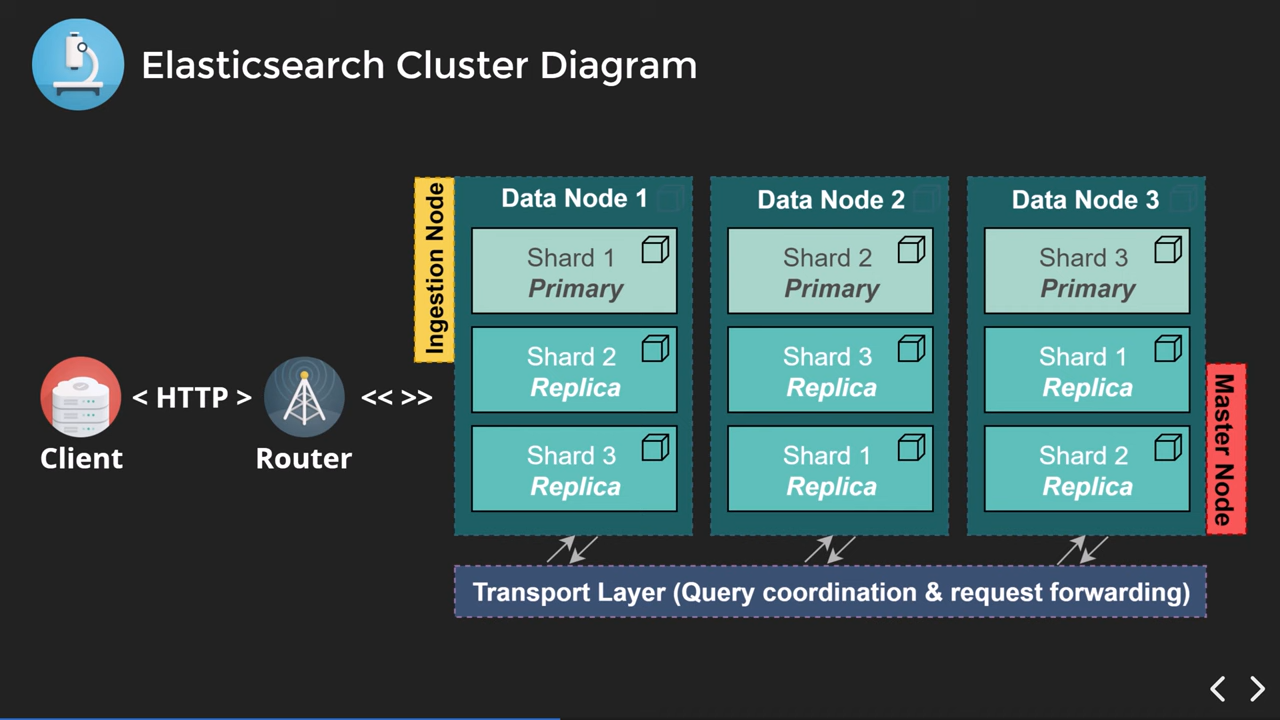 Elasticsearch Cluster Diagram
Ingestion Node
Data Node 1
Shard 1
Primary
Shard 2
Replica
Shard 3
Replica
Data Node 2
Shard 2
Primary
Shard 3
Replica
Shard 1
Replica
Data Node 3
Shard 3
Primary
Shard 1
Replica
Shard 2
Replica
Master Node
< HTTP >
<< >>
Client
Router
Transport Layer (Query coordination & request forwarding)